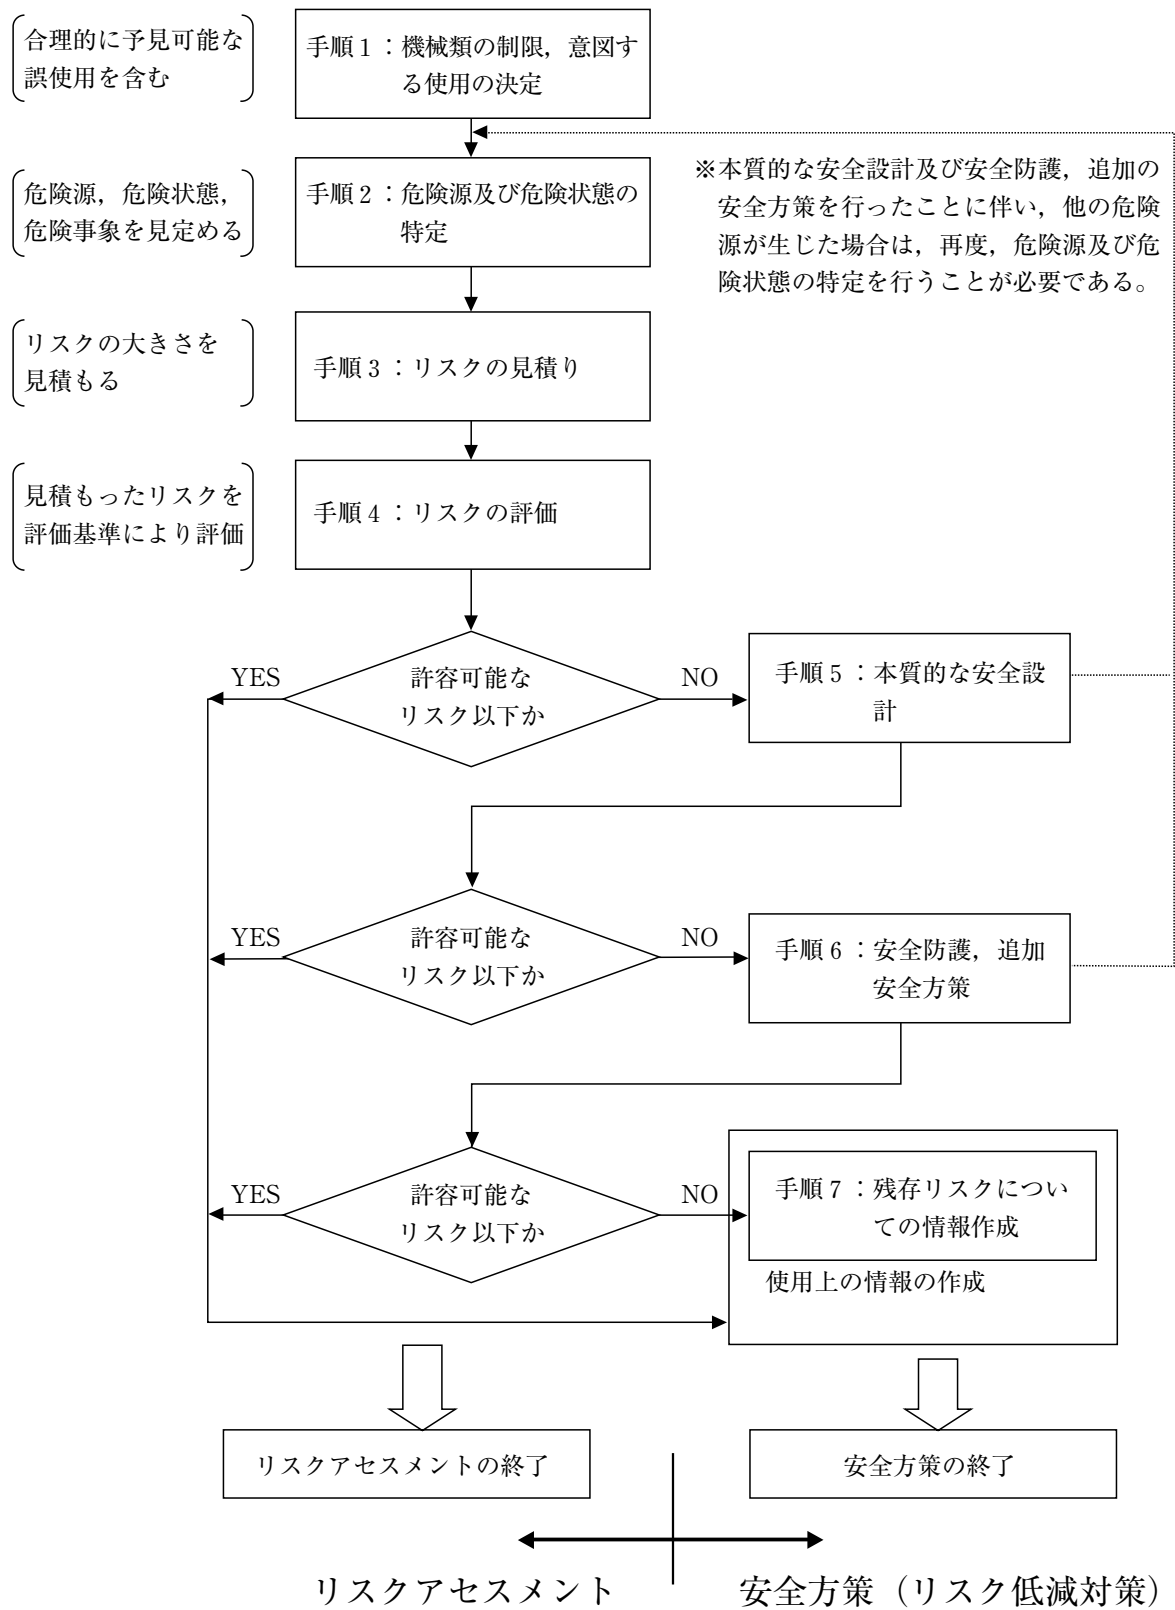 合理的に予見可能な
誤使用を含む
手順1：機械類の制限，意図す
る使用の決定
危険源，危険状態，
危険事象を見定める
手順2：危険源及び危険状態の
特定
※本質的な安全設計及び安全防護，追加の
安全方策を行ったことに伴い，他の危険
源が生じた場合は，再度，危険源及び危
険状態の特定を行うことが必要である。
リスクの大きさを
見積もる
手順3：リスクの見積り
見積もったリスクを
評価基準により評価
手順4：リスクの評価
YES
許容可能な
リスク以下か
NO
手順5：本質的な安全設
計
YES
許容可能な
リスク以下か
NO
手順6：安全防護，追加
安全方策
YES
許容可能な
リスク以下か
NO
手順7：残存リスクについ
ての情報作成
使用上の情報の作成
リスクアセスメントの終了
安全方策の終了
リスクアセスメント
安全方策（リスク低減対策）